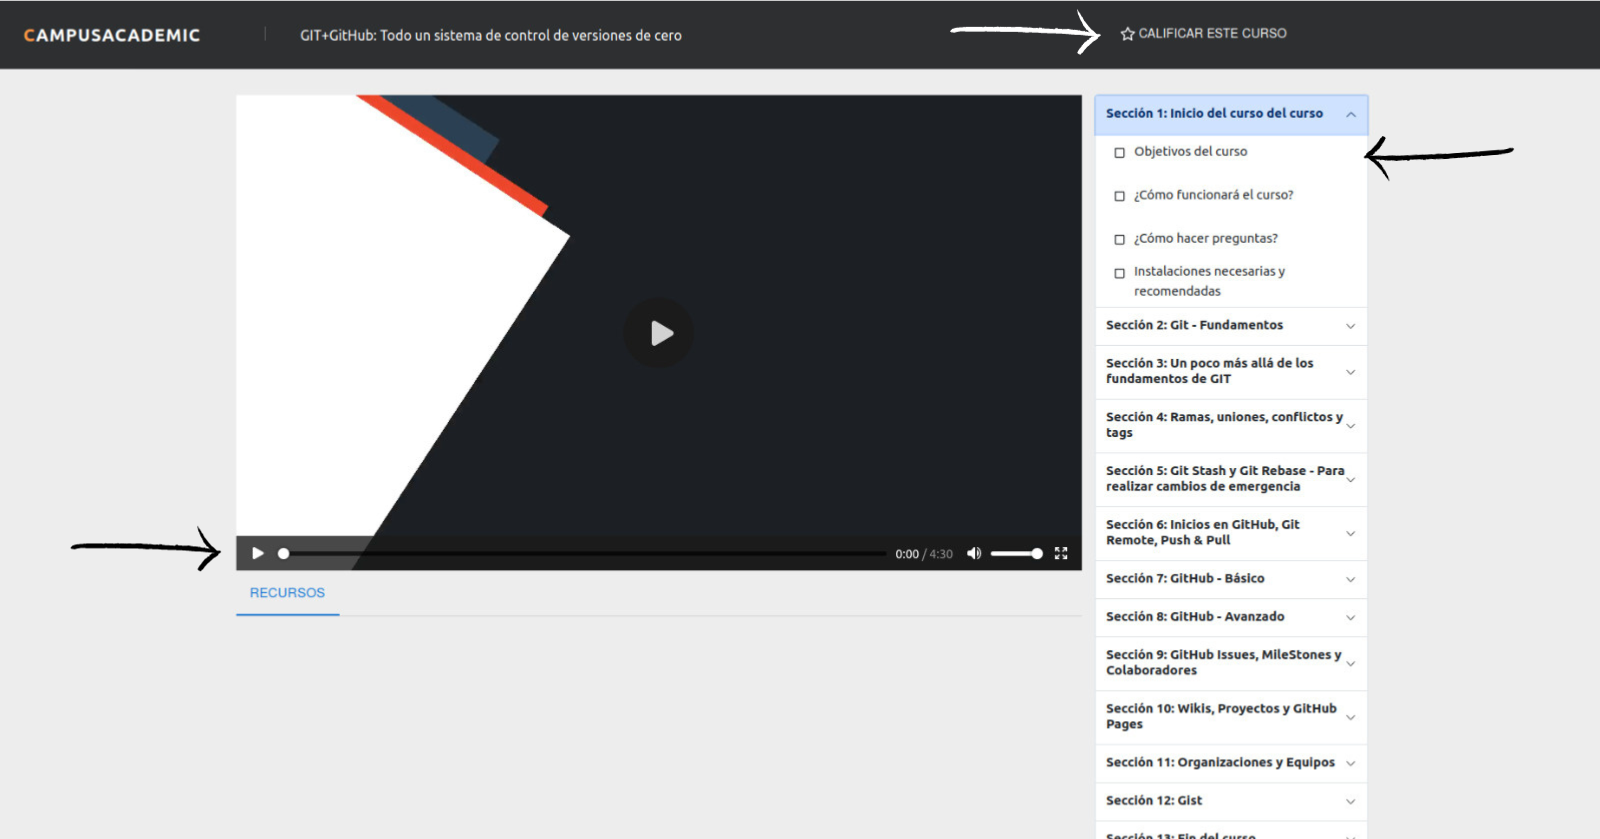 CAMPUSACADEMIC
GIT+GitHub: Todo un sistema de control de versiones de cero
CALIFICAR ESTE CURSO
0:00 / 4:30
RECURSOS
Sección 1: Inicio del curso del curso
Objetivos del curso
¿Cómo funcionará el curso?
¿Cómo hacer preguntas?
Instalaciones necesarias y
recomendadas
Sección 2: Git - Fundamentos
Sección 3: Un poco más allá de los
fundamentos de GIT
Sección 4: Ramas, uniones, conflictos y
tags
Sección 5: Git Stash y Git Rebase - Para
realizar cambios de emergencia
Sección 6: Inicios en GitHub, Git
Remote, Push & Pull
Sección 7: GitHub - Básico
Sección 8: GitHub - Avanzado
Sección 9: GitHub Issues, MileStones y
Colaboradores
Sección 10: Wikis, Proyectos y GitHub
Pages
Sección 11: Organizaciones y Equipos
Sección 12: Gist
Sección 13: Fin del curso